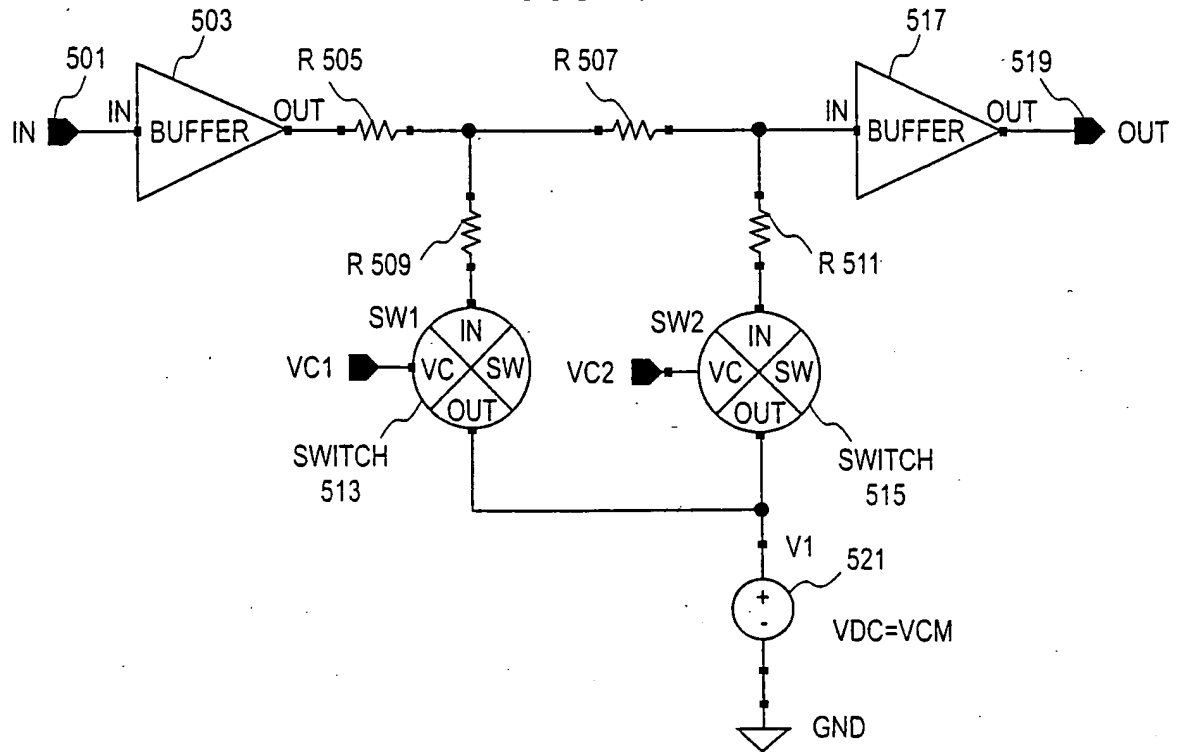 503
517
501
R 505
R 507
519
IN
IN
BUFFER
OUT
IN
BUFFER
OUT
OUT
R 509
R 511
SW1
IN
VC
SW
OUT
VC1
SW2
IN
VC
SW
OUT
VC2
SWITCH
513
SWITCH
515
V1
521
+
-
VDC=VCM
GND